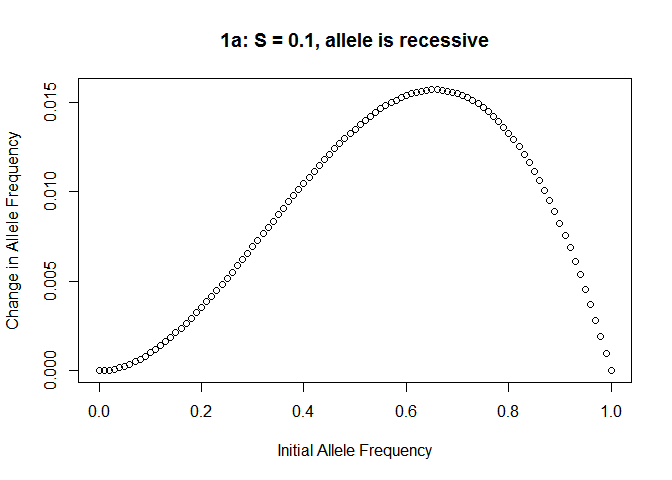 1a: S = 0.1, allele is recessive
Change in Allele Frequency
0.015
0.010
0.005
0.000
0.0 0.2 0.4 0.6 0.8 1.0
Initial Allele Frequency